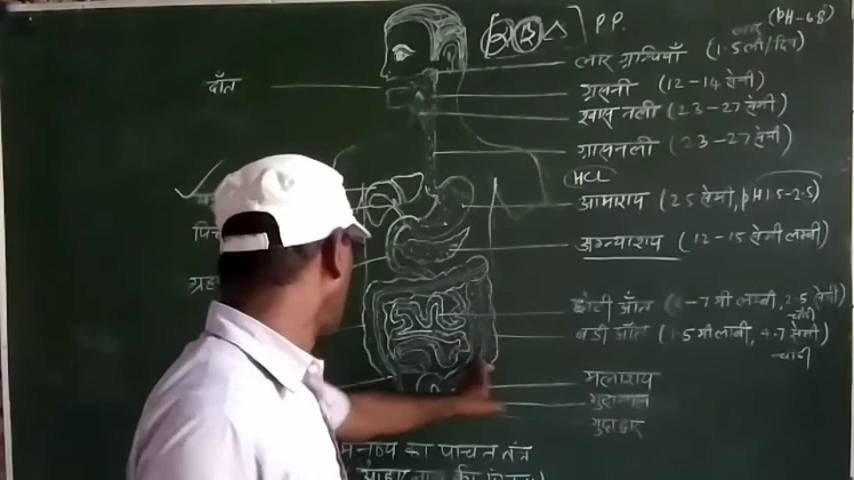 (PH-6.8)
] P.P.
लार
लार ग्रन्थियाँ (1.5 ली/दिन)
दाँत
ग्रसनी (12-14 सेमी)
श्वास नली (23-27 सेमी)
ग्रासनली (23-27 सेमी)
HCL
आमाशय (25 सेमी, pH 1.5-2.5)
अग्न्याशय (12-15 सेमी लम्बी)
छोटी आँत (6-7 मी लम्बी, 2.5 सेमी
चौड़ी
बडी आँत (1.5 मी लम्बी, 4-7 सेमी)
चौड़ी
मलाशय
गुदा द्वार
मनुष्य का पाचन तंत्र